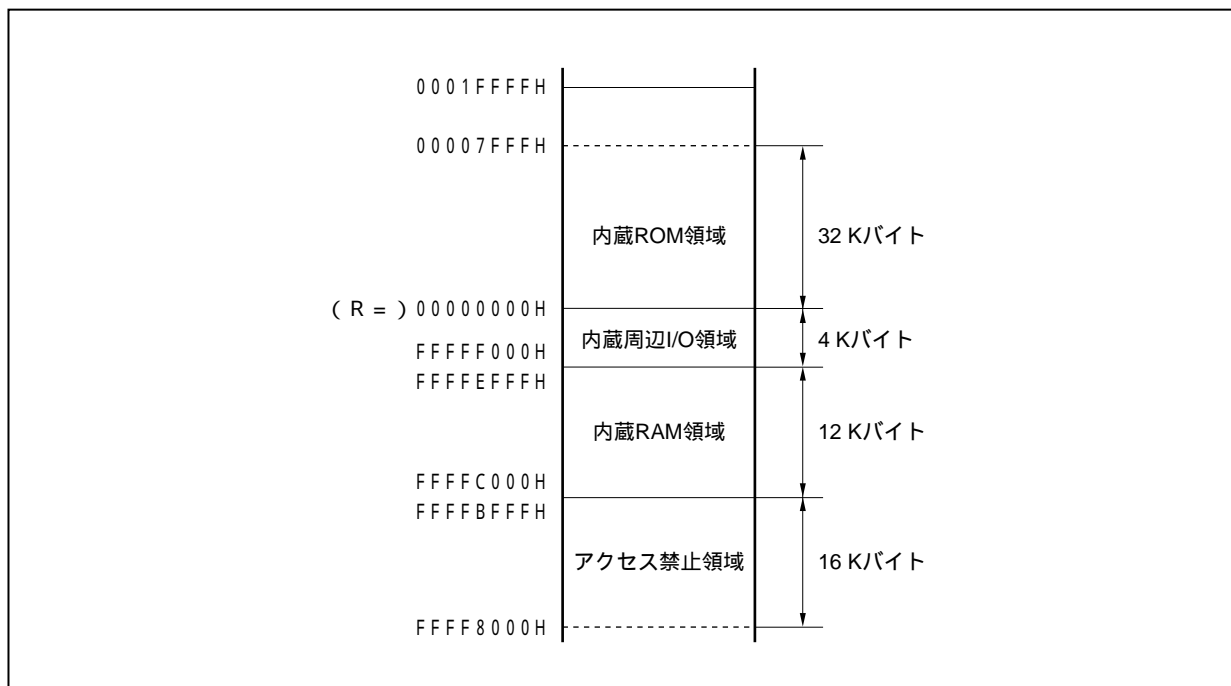 0001FFFFH
00007FFFH
内蔵ROM領域
32 Kバイト
( R = ) 00000000H
内蔵周辺I/O領域
4 Kバイト
FFFFF000H
FFFFEFFFH
内蔵RAM領域
12 Kバイト
FFFFC000H
FFFFBFFFH
アクセス禁止領域
16 Kバイト
FFFF8000H